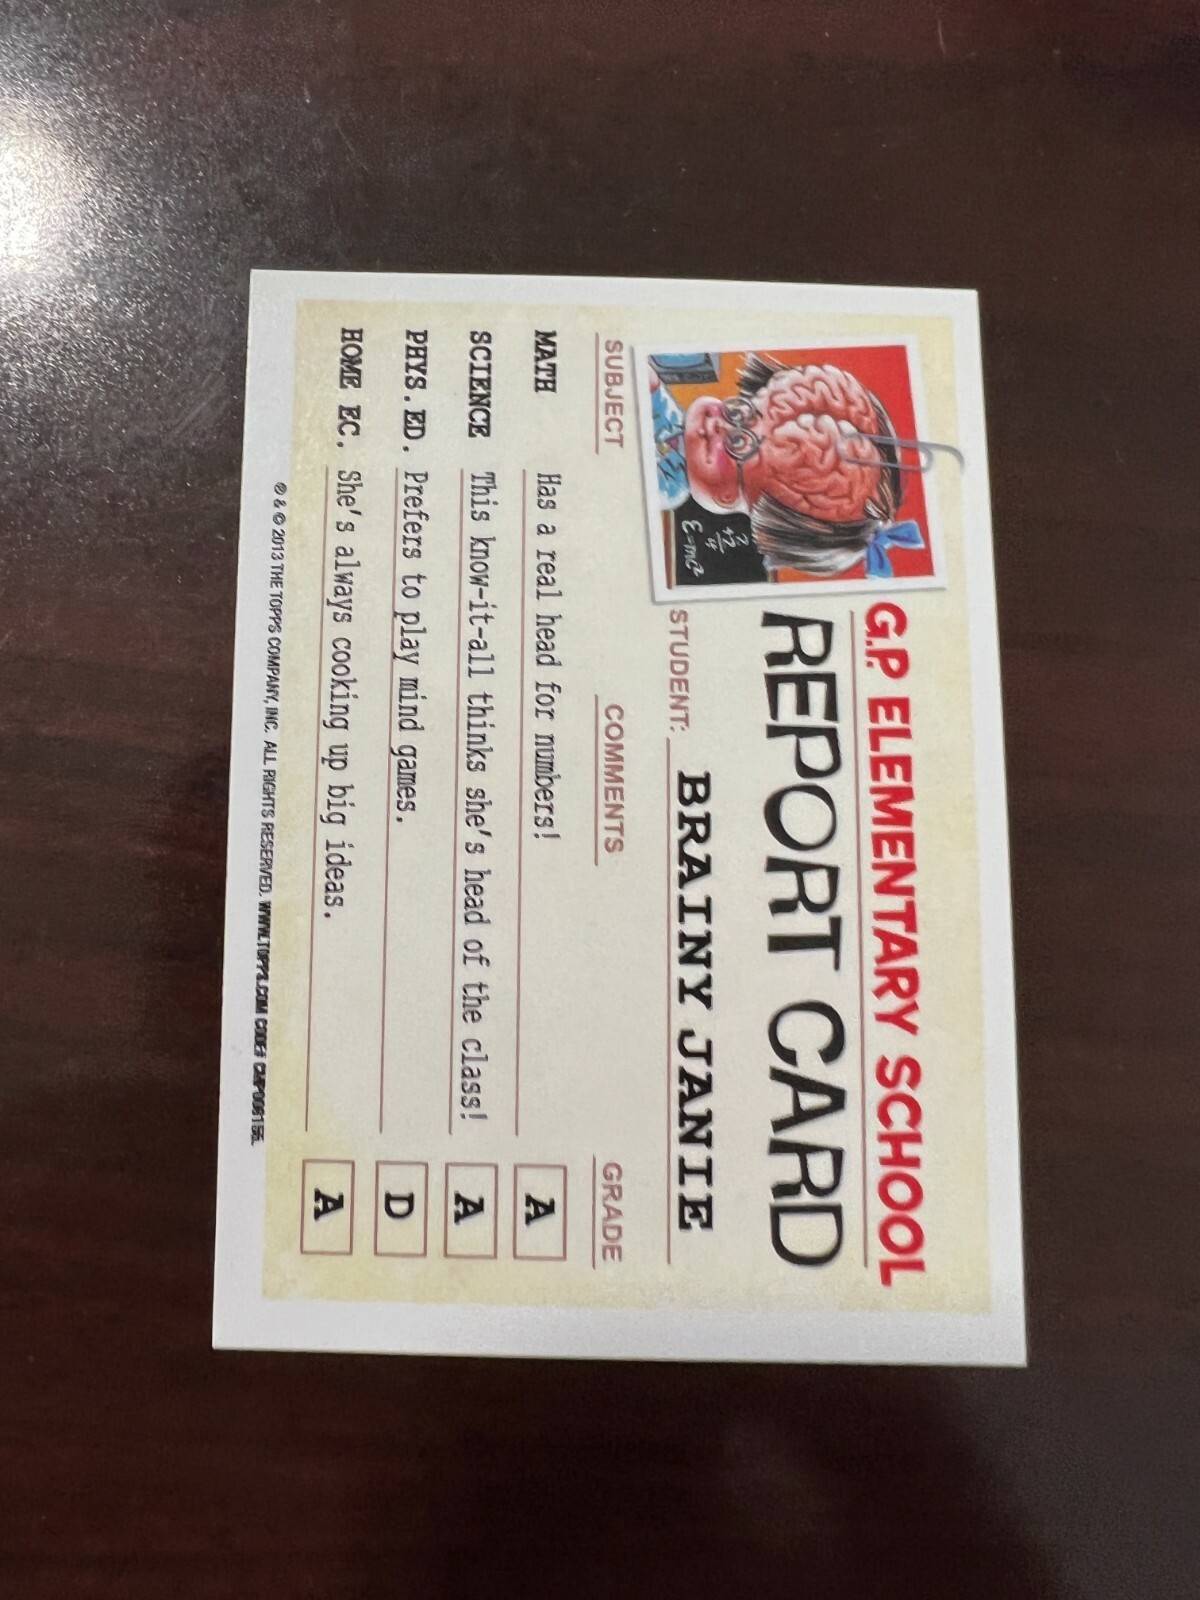 G.P. ELEMENTARY SCHOOL
REPORT CARD
STUDENT: BRAINY JANIE
E=mc²
SUBJECT COMMENTS GRADE
MATH Has a real head for numbers! A
SCIENCE This know-it-all thinks she's head of the class! A
PHYS. ED. Prefers to play mind games. D
HOME EC. She's always cooking up big ideas. A
® & © 2013 THE TOPPS COMPANY, INC. ALL RIGHTS RESERVED. WWW.TOPPS.COM CODE# CMP006156.